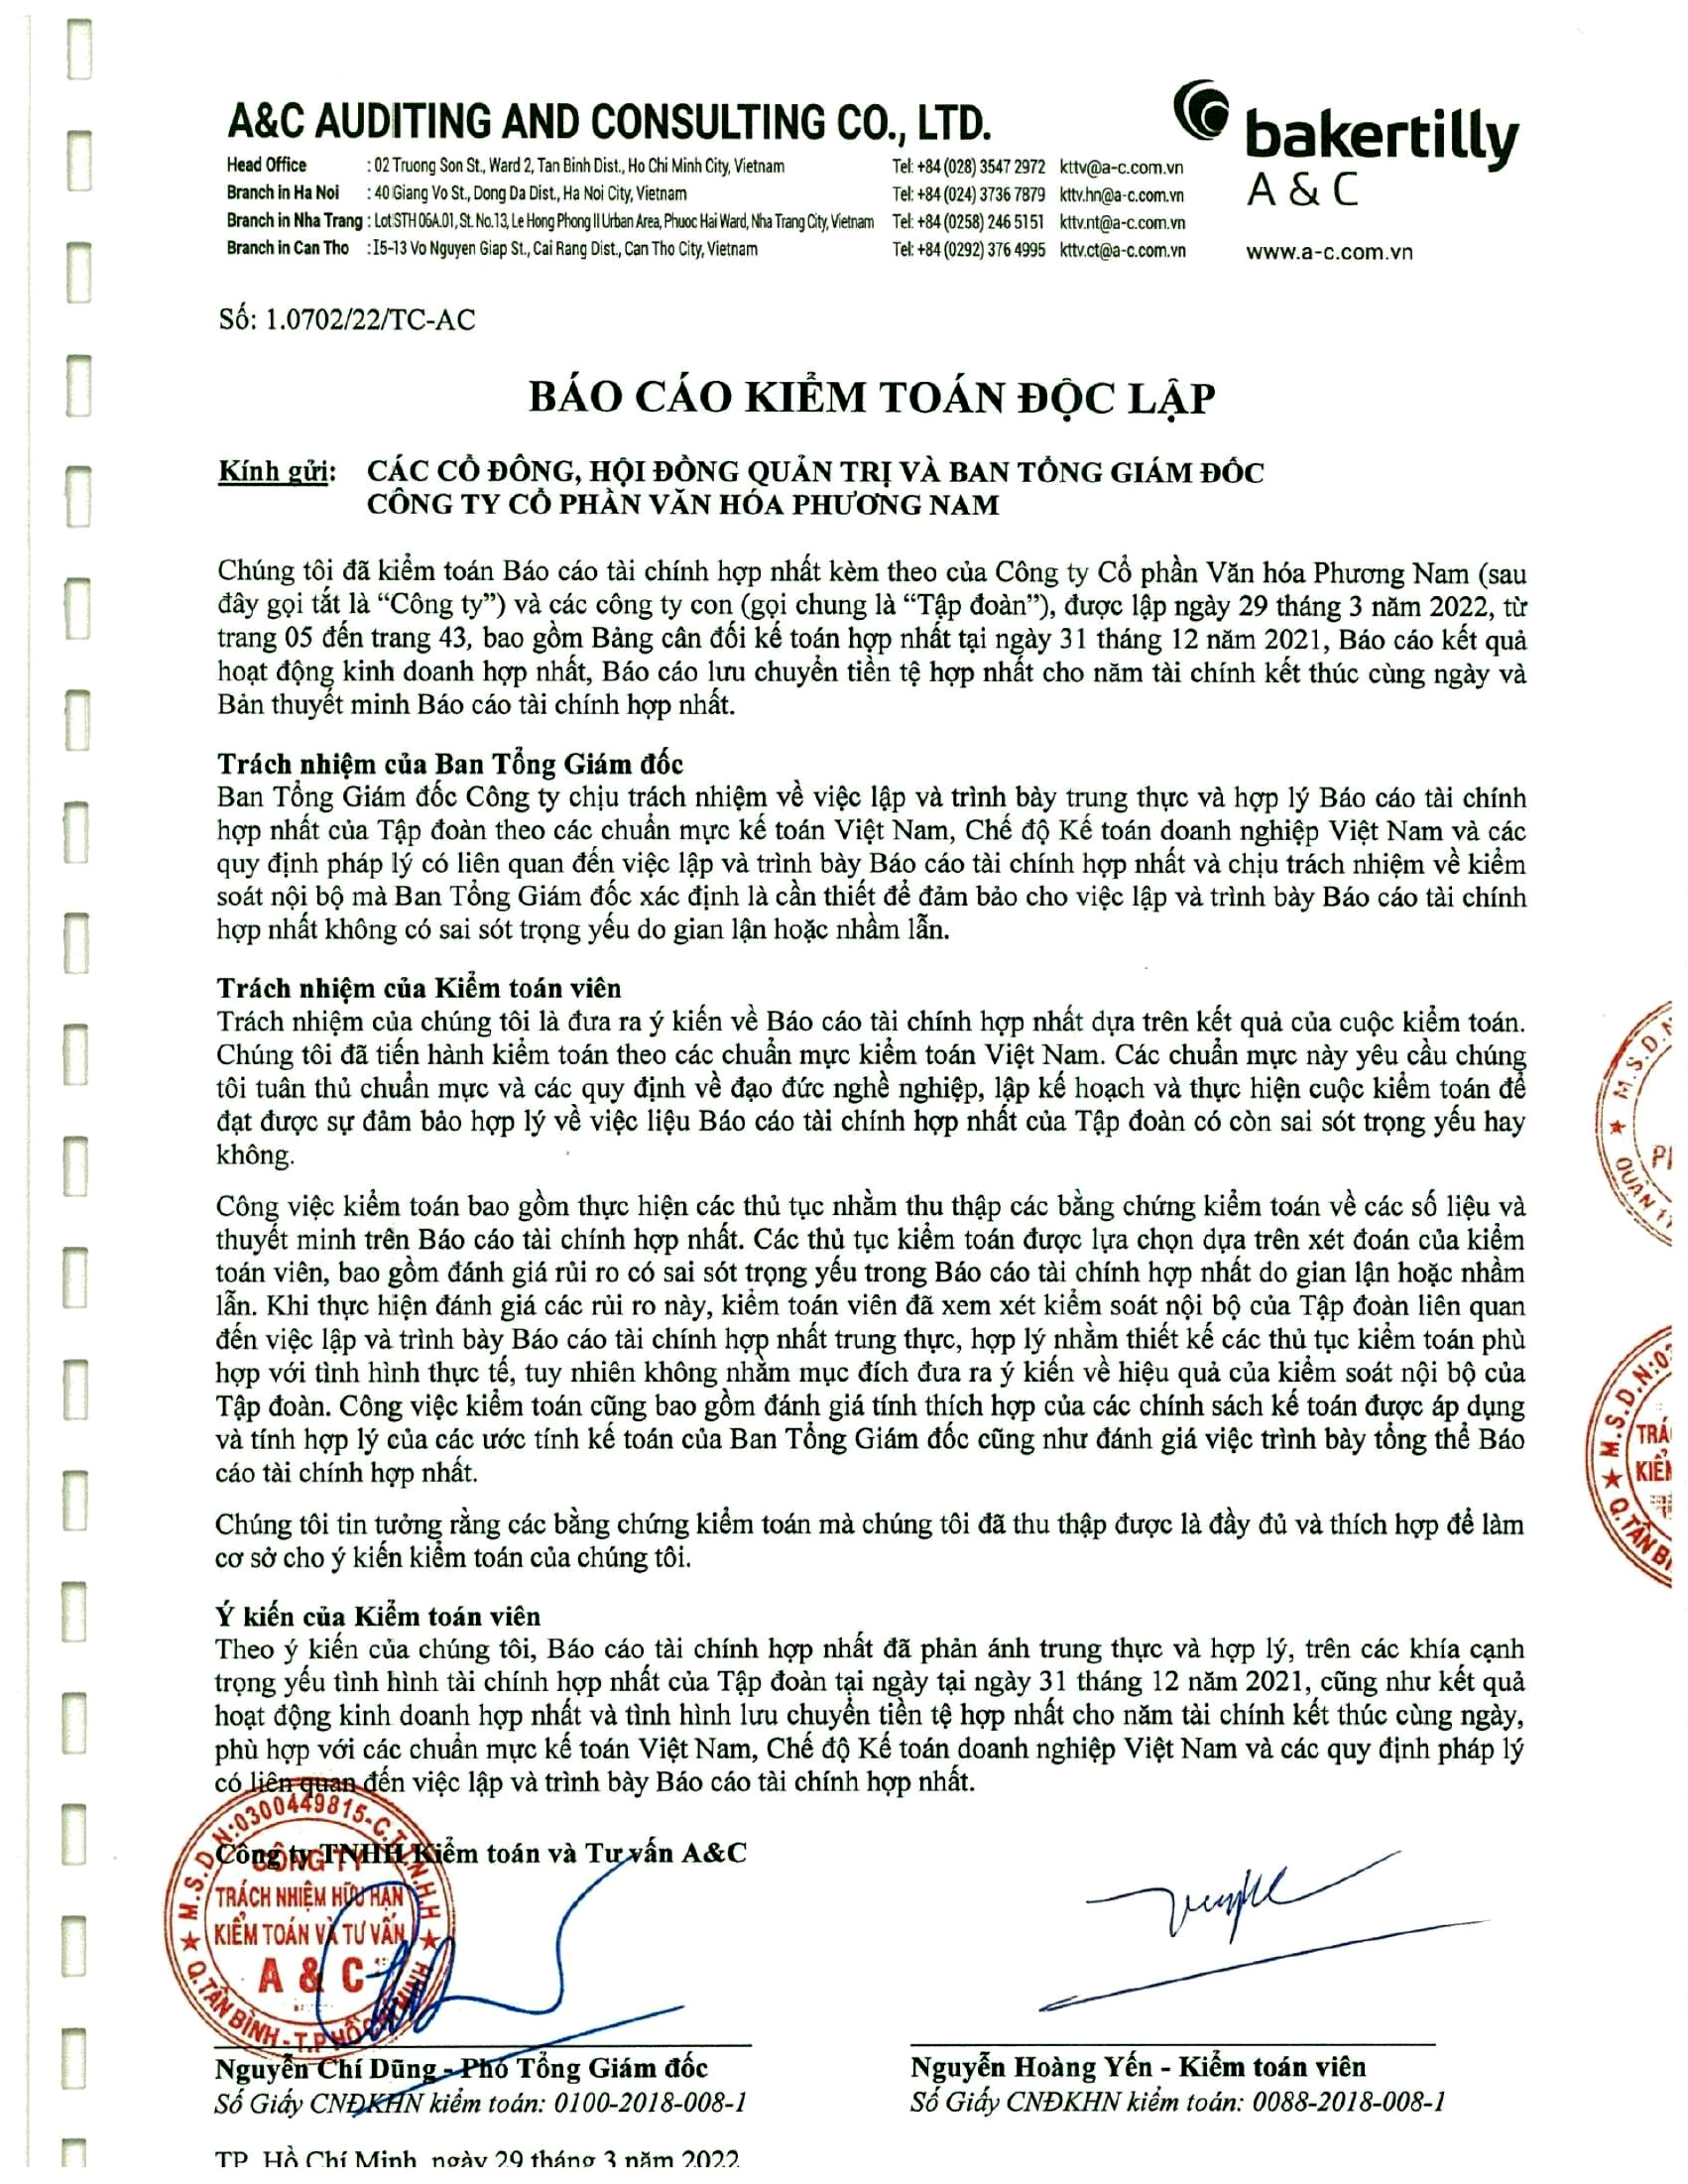 A&C AUDITING AND CONSULTING CO., LTD.
bakertilly
A & C
www.a-c.com.vn
Head Office : 02 Truong Son St., Ward 2, Tan Binh Dist., Ho Chi Minh City, Vietnam Tel: +84 (028) 3547 2972 kttv@a-c.com.vn
Branch in Ha Noi : 40 Giang Vo St., Dong Da Dist., Ha Noi City, Vietnam Tel: +84 (024) 3736 7879 kttv.hn@a-c.com.vn
Branch in Nha Trang : Lot STH 06A.01, St. No.13, Le Hong Phong II Urban Area, Phuoc Hai Ward, Nha Trang City, Vietnam Tel: +84 (0258) 246 5151 kttv.nt@a-c.com.vn
Branch in Can Tho : I5-13 Vo Nguyen Giap St., Cai Rang Dist., Can Tho City, Vietnam Tel: +84 (0292) 376 4995 kttv.ct@a-c.com.vn
Số: 1.0702/22/TC-AC
BÁO CÁO KIỂM TOÁN ĐỘC LẬP
Kính gửi: CÁC CỔ ĐÔNG, HỘI ĐỒNG QUẢN TRỊ VÀ BAN TỔNG GIÁM ĐỐC
CÔNG TY CỔ PHẦN VĂN HÓA PHƯƠNG NAM
Chúng tôi đã kiểm toán Báo cáo tài chính hợp nhất kèm theo của Công ty Cổ phần Văn hóa Phương Nam (sau
đây gọi tắt là “Công ty”) và các công ty con (gọi chung là “Tập đoàn”), được lập ngày 29 tháng 3 năm 2022, từ
trang 05 đến trang 43, bao gồm Bảng cân đối kế toán hợp nhất tại ngày 31 tháng 12 năm 2021, Báo cáo kết quả
hoạt động kinh doanh hợp nhất, Báo cáo lưu chuyển tiền tệ hợp nhất cho năm tài chính kết thúc cùng ngày và
Bản thuyết minh Báo cáo tài chính hợp nhất.
Trách nhiệm của Ban Tổng Giám đốc
Ban Tổng Giám đốc Công ty chịu trách nhiệm về việc lập và trình bày trung thực và hợp lý Báo cáo tài chính
hợp nhất của Tập đoàn theo các chuẩn mực kế toán Việt Nam, Chế độ Kế toán doanh nghiệp Việt Nam và các
quy định pháp lý có liên quan đến việc lập và trình bày Báo cáo tài chính hợp nhất và chịu trách nhiệm về kiểm
soát nội bộ mà Ban Tổng Giám đốc xác định là cần thiết để đảm bảo cho việc lập và trình bày Báo cáo tài chính
hợp nhất không có sai sót trọng yếu do gian lận hoặc nhầm lẫn.
Trách nhiệm của Kiểm toán viên
Trách nhiệm của chúng tôi là đưa ra ý kiến về Báo cáo tài chính hợp nhất dựa trên kết quả của cuộc kiểm toán.
Chúng tôi đã tiến hành kiểm toán theo các chuẩn mực kiểm toán Việt Nam. Các chuẩn mực này yêu cầu chúng
tôi tuân thủ chuẩn mực và các quy định về đạo đức nghề nghiệp, lập kế hoạch và thực hiện cuộc kiểm toán để
đạt được sự đảm bảo hợp lý về việc liệu Báo cáo tài chính hợp nhất của Tập đoàn có còn sai sót trọng yếu hay
không.
Công việc kiểm toán bao gồm thực hiện các thủ tục nhằm thu thập các bằng chứng kiểm toán về các số liệu và
thuyết minh trên Báo cáo tài chính hợp nhất. Các thủ tục kiểm toán được lựa chọn dựa trên xét đoán của kiểm
toán viên, bao gồm đánh giá rủi ro có sai sót trọng yếu trong Báo cáo tài chính hợp nhất do gian lận hoặc nhầm
lẫn. Khi thực hiện đánh giá các rủi ro này, kiểm toán viên đã xem xét kiểm soát nội bộ của Tập đoàn liên quan
đến việc lập và trình bày Báo cáo tài chính hợp nhất trung thực, hợp lý nhằm thiết kế các thủ tục kiểm toán phù
hợp với tình hình thực tế, tuy nhiên không nhằm mục đích đưa ra ý kiến về hiệu quả của kiểm soát nội bộ của
Tập đoàn. Công việc kiểm toán cũng bao gồm đánh giá tính thích hợp của các chính sách kế toán được áp dụng
và tính hợp lý của các ước tính kế toán của Ban Tổng Giám đốc cũng như đánh giá việc trình bày tổng thể Báo
cáo tài chính hợp nhất.
Chúng tôi tin tưởng rằng các bằng chứng kiểm toán mà chúng tôi đã thu thập được là đầy đủ và thích hợp để làm
cơ sở cho ý kiến kiểm toán của chúng tôi.
Ý kiến của Kiểm toán viên
Theo ý kiến của chúng tôi, Báo cáo tài chính hợp nhất đã phản ánh trung thực và hợp lý, trên các khía cạnh
trọng yếu tình hình tài chính hợp nhất của Tập đoàn tại ngày tại ngày 31 tháng 12 năm 2021, cũng như kết quả
hoạt động kinh doanh hợp nhất và tình hình lưu chuyển tiền tệ hợp nhất cho năm tài chính kết thúc cùng ngày,
phù hợp với các chuẩn mực kế toán Việt Nam, Chế độ Kế toán doanh nghiệp Việt Nam và các quy định pháp lý
có liên quan đến việc lập và trình bày Báo cáo tài chính hợp nhất.
Công ty TNHH Kiểm toán và Tư vấn A&C
M.S.D.N:0300449815-C.T.T.N.H.H
CÔNG TY
TRÁCH NHIỆM HỮU HẠN
KIỂM TOÁN VÀ TƯ VẤN
A & C
Q.TÂN BÌNH - T.P HỒ CHÍ MINH
Nguyễn Chí Dũng - Phó Tổng Giám đốc
Số Giấy CNĐKHN kiểm toán: 0100-2018-008-1
Nguyễn Hoàng Yến - Kiểm toán viên
Số Giấy CNĐKHN kiểm toán: 0088-2018-008-1
TP. Hồ Chí Minh, ngày 29 tháng 3 năm 2022